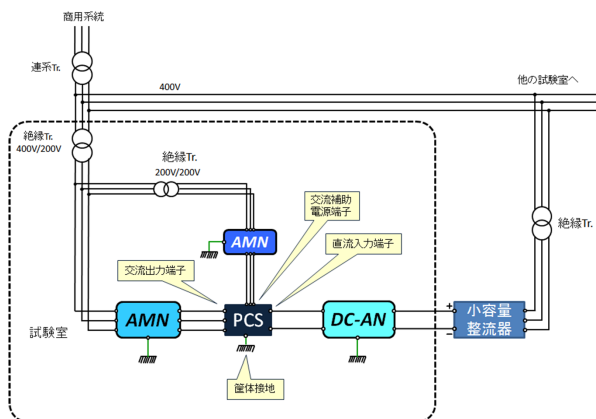 商用系統
連系Tr.
400V
他の試験室へ
絶縁Tr.
400V/200V
絶縁Tr.
200V/200V
交流補助
電源端子
絶縁Tr.
AMN
直流入力端子
交流出力端子
AMN
PCS
DC-AN
+
−
小容量
整流器
試験室
筐体接地